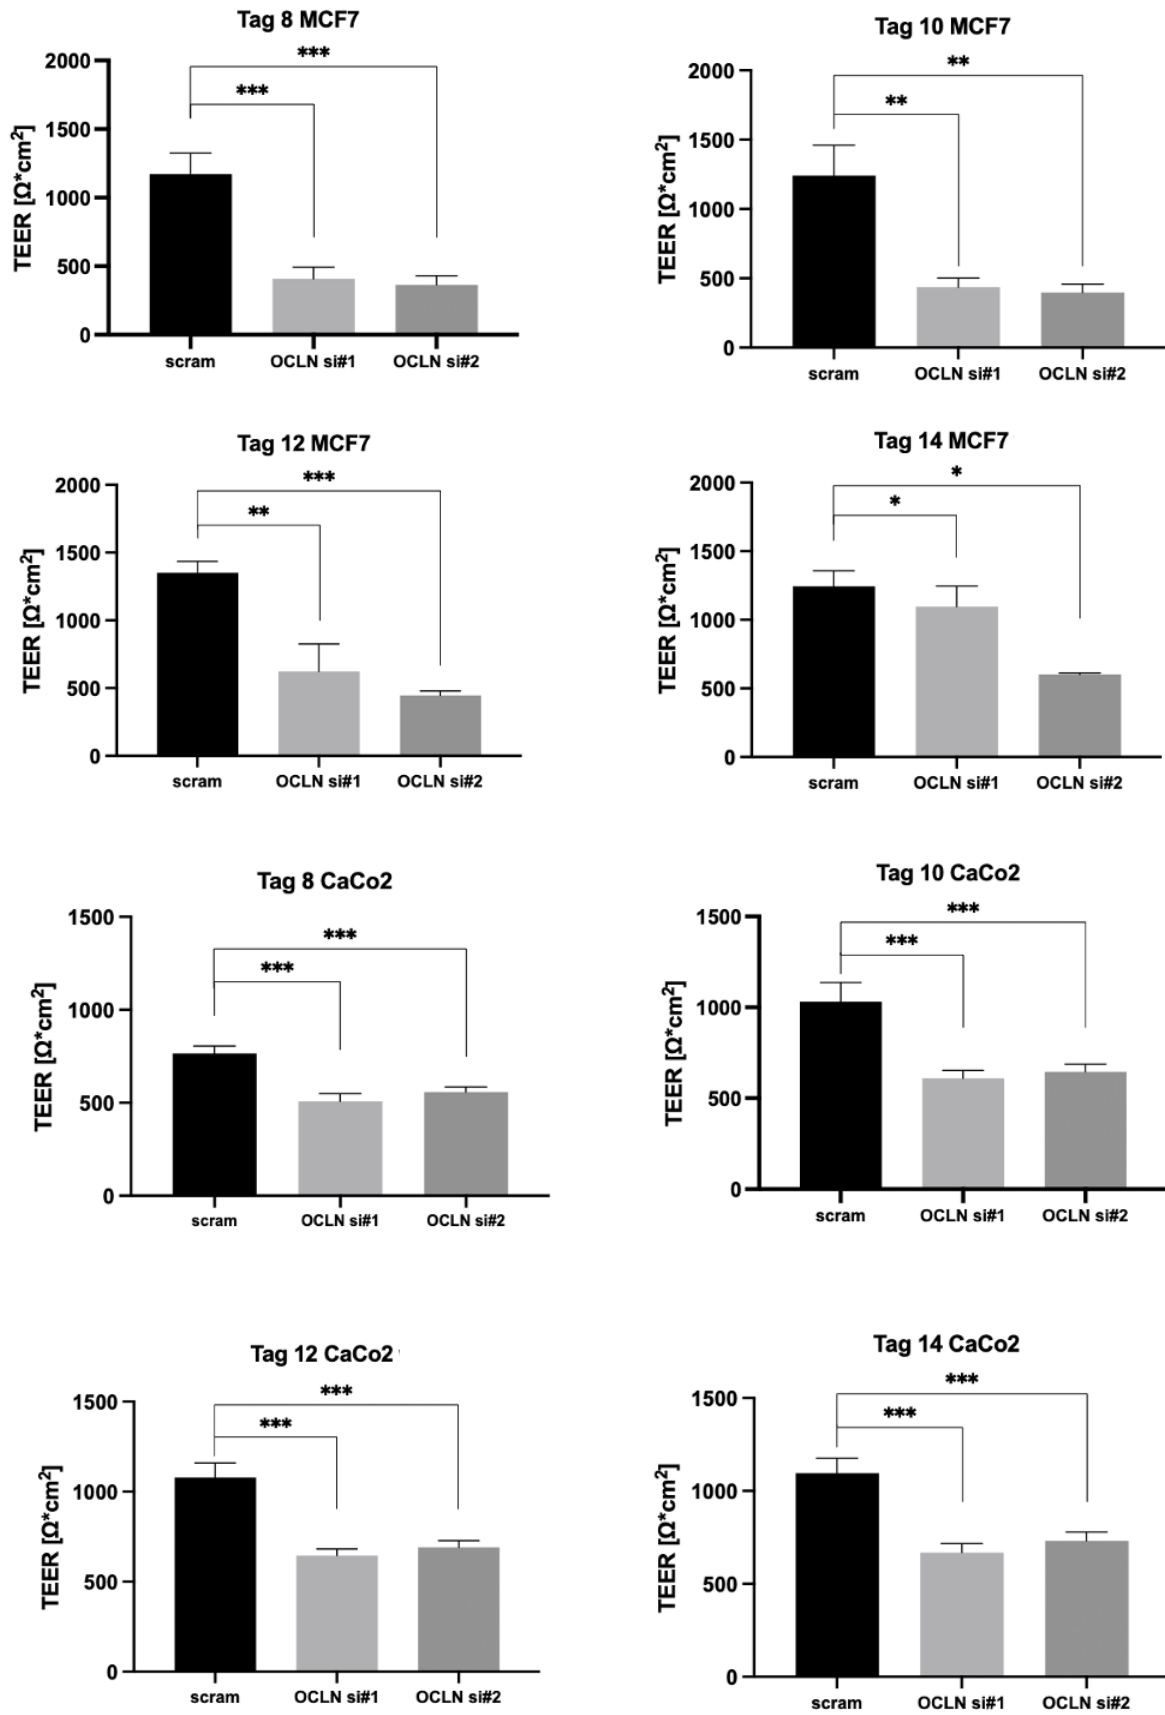 Tag 8 MCF7
***
***
TEER [Ω*cm2]
2000
1500
1000
500
0
scram OCLN si#1 OCLN si#2
Tag 10 MCF7
**
**
TEER [Ω*cm2]
2000
1500
1000
500
0
scram OCLN si#1 OCLN si#2
Tag 12 MCF7
***
**
TEER [Ω*cm2]
2000
1500
1000
500
0
scram OCLN si#1 OCLN si#2
Tag 14 MCF7
*
*
TEER [Ω*cm2]
2000
1500
1000
500
0
scram OCLN si#1 OCLN si#2
Tag 8 CaCo2
***
***
TEER [Ω*cm2]
1500
1000
500
0
scram OCLN si#1 OCLN si#2
Tag 10 CaCo2
***
***
TEER [Ω*cm2]
1500
1000
500
0
scram OCLN si#1 OCLN si#2
Tag 12 CaCo2
***
***
TEER [Ω*cm2]
1500
1000
500
0
scram OCLN si#1 OCLN si#2
Tag 14 CaCo2
***
***
TEER [Ω*cm2]
1500
1000
500
0
scram OCLN si#1 OCLN si#2